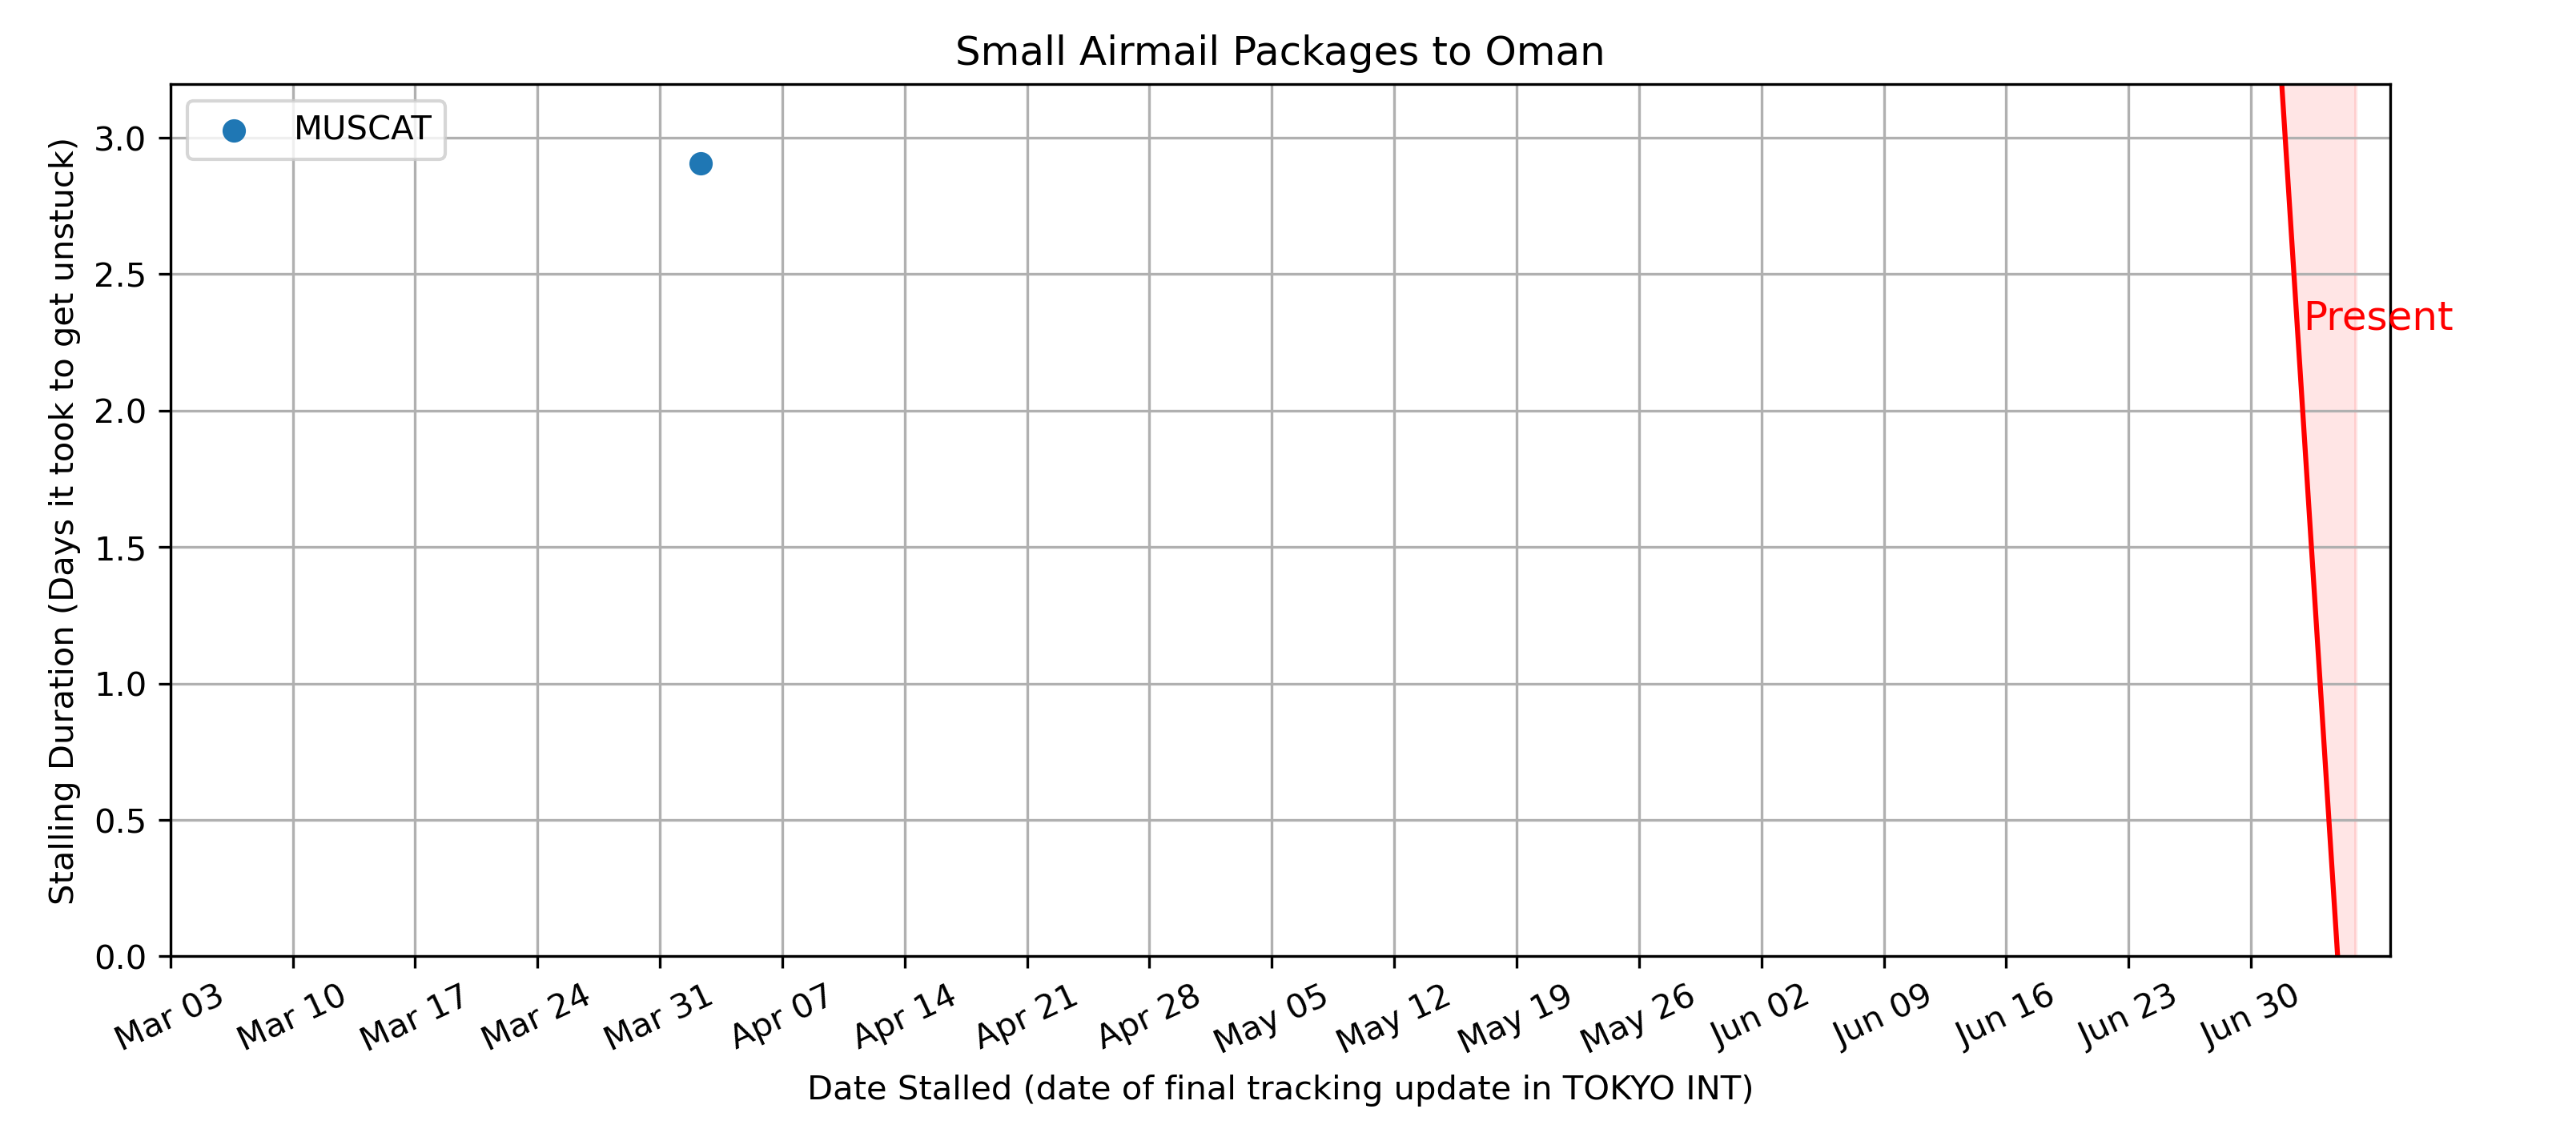 Small Airmail Packages to Oman
MUSCAT
Stalling Duration (Days it took to get unstuck)
3.0
2.5
2.0
1.5
1.0
0.5
0.0
Present
Mar 03 Mar 10 Mar 17 Mar 24 Mar 31 Apr 07 Apr 14 Apr 21 Apr 28 May 05 May 12 May 19 May 26 Jun 02 Jun 09 Jun 16 Jun 23 Jun 30
Date Stalled (date of final tracking update in TOKYO INT)